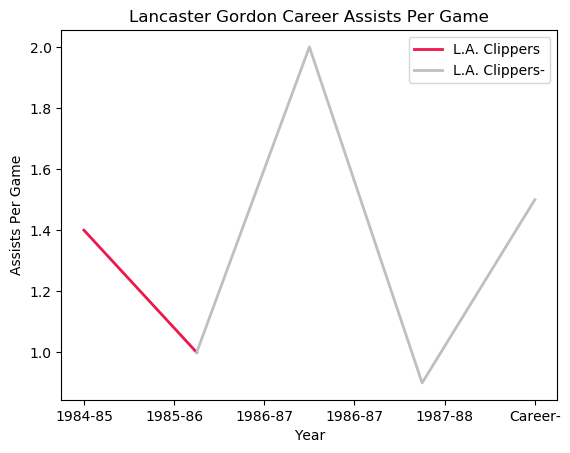 Lancaster Gordon Career Assists Per Game
L.A. Clippers
L.A. Clippers-
Assists Per Game
2.0
1.8
1.6
1.4
1.2
1.0
1984-85 1985-86 1986-87 1986-87 1987-88 Career-
Year